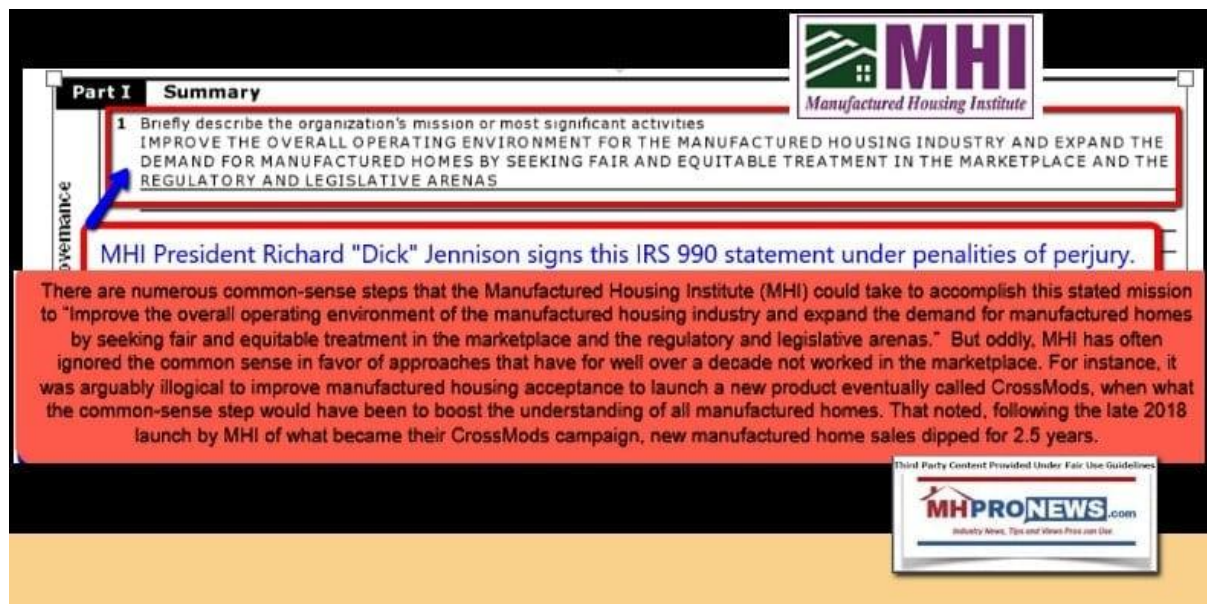 MHI
Manufactured Housing Institute
Part I Summary
1 Briefly describe the organization's mission or most significant activities
IMPROVE THE OVERALL OPERATING ENVIRONMENT FOR THE MANUFACTURED HOUSING INDUSTRY AND EXPAND THE
DEMAND FOR MANUFACTURED HOMES BY SEEKING FAIR AND EQUITABLE TREATMENT IN THE MARKETPLACE AND THE
REGULATORY AND LEGISLATIVE ARENAS
MHI President Richard "Dick" Jennison signs this IRS 990 statement under penalities of perjury.
There are numerous common-sense steps that the Manufactured Housing Institute (MHI) could take to accomplish this stated mission
to "Improve the overall operating environment of the manufactured housing industry and expand the demand for manufactured homes
by seeking fair and equitable treatment in the marketplace and the regulatory and legislative arenas." But oddly, MHI has often
ignored the common sense in favor of approaches that have for well over a decade not worked in the marketplace. For instance, it
was arguably illogical to improve manufactured housing acceptance to launch a new product eventually called CrossMods, when what
the common-sense step would have been to boost the understanding of all manufactured homes. That noted, following the late 2018
launch by MHI of what became their CrossMods campaign, new manufactured home sales dipped for 2.5 years.
Third Party Content Provided Under Fair Use Guidelines
MHPRONEWS.com
Industry News, Tips and Views Pros can Use